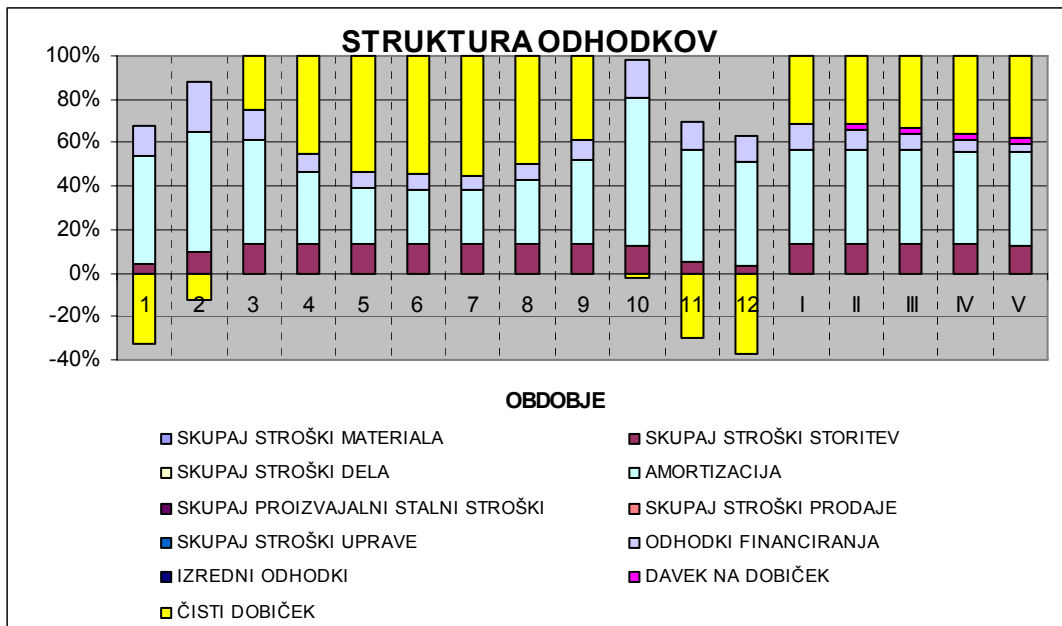 STRUKTURA ODHODKOV
100%
80%
60%
40%
20%
0%
-20%
-40%
1 2 3 4 5 6 7 8 9 10 11 12 I II III IV V
OBDOBJE
SKUPAJ STROŠKI MATERIALA SKUPAJ STROŠKI STORITEV
SKUPAJ STROŠKI DELA AMORTIZACIJA
SKUPAJ PROIZVAJALNI STALNI STROŠKI SKUPAJ STROŠKI PRODAJE
SKUPAJ STROŠKI UPRAVE ODHODKI FINANCIRANJA
IZREDNI ODHODKI DAVEK NA DOBIČEK
ČISTI DOBIČEK